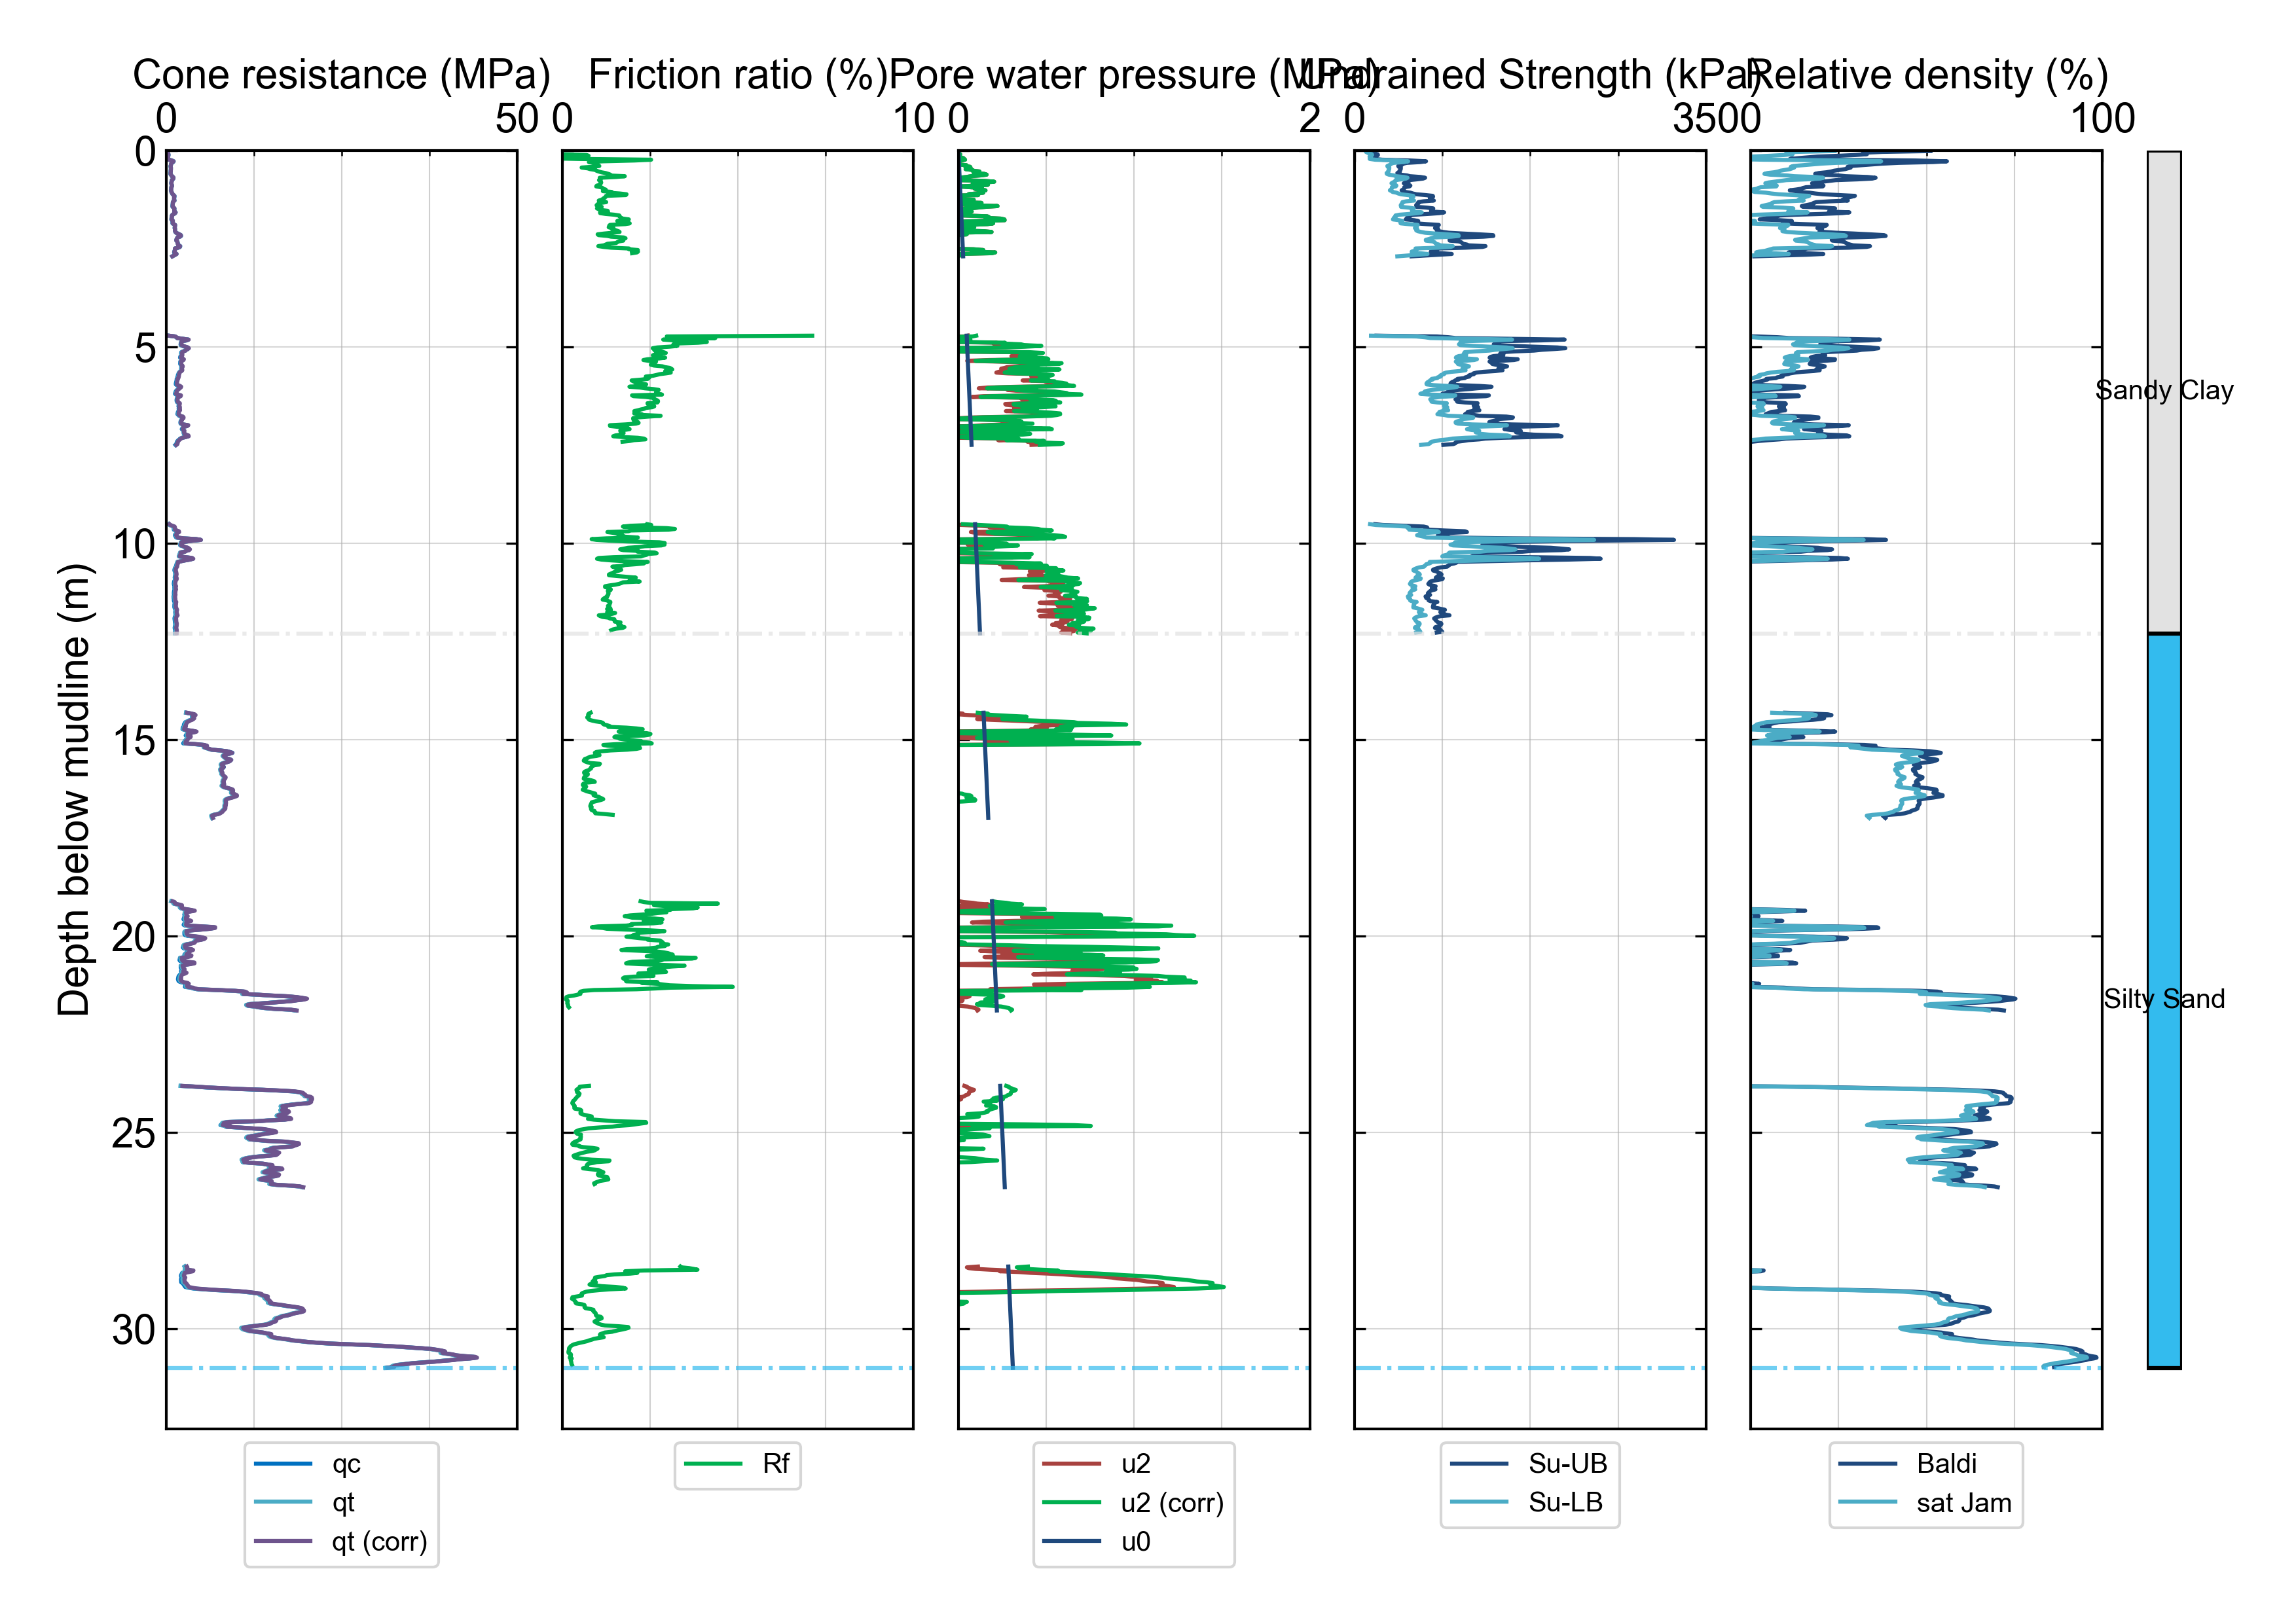 Cone resistance (MPa)
Friction ratio (%)
Pore water pressure (MPa)
Undrained Strength (kPa)
Relative density (%)
0 50
0 10
0 2
0 350
0 100
0
5
10
15
20
25
30
Depth below mudline (m)
Sandy Clay
Silty Sand
qc
qt
qt (corr)
Rf
u2
u2 (corr)
u0
Su-UB
Su-LB
Baldi
sat Jam